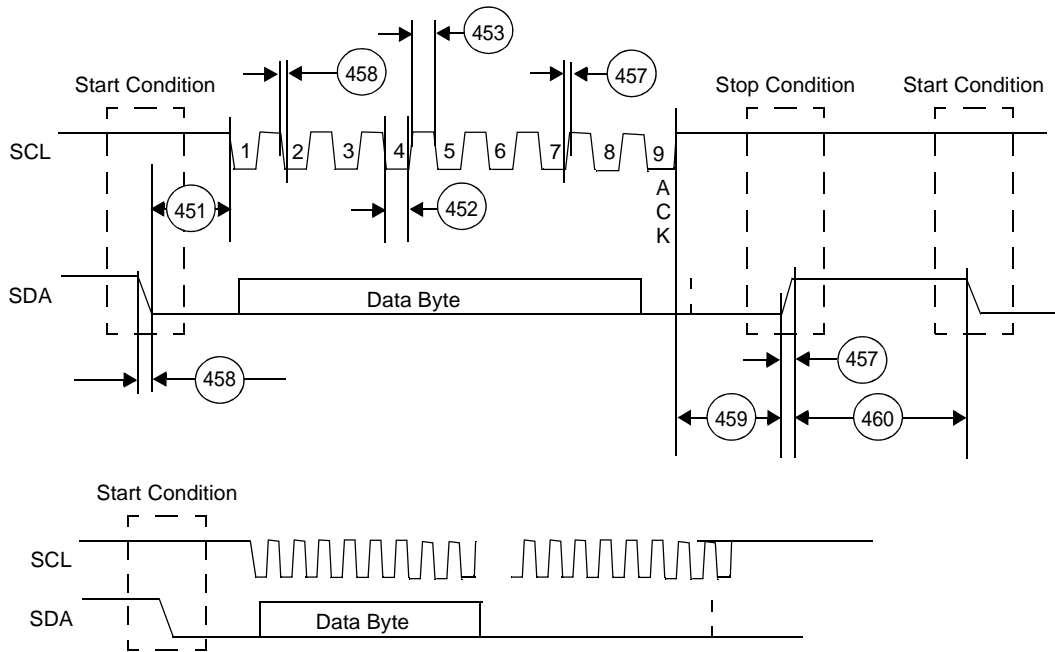 453
458
457
Start Condition
Stop Condition
Start Condition
SCL
1 2 3 4 5 6 7 8 9
A
C
K
451
452
SDA
Data Byte
458
457
459
460
Start Condition
SCL
SDA
Data Byte